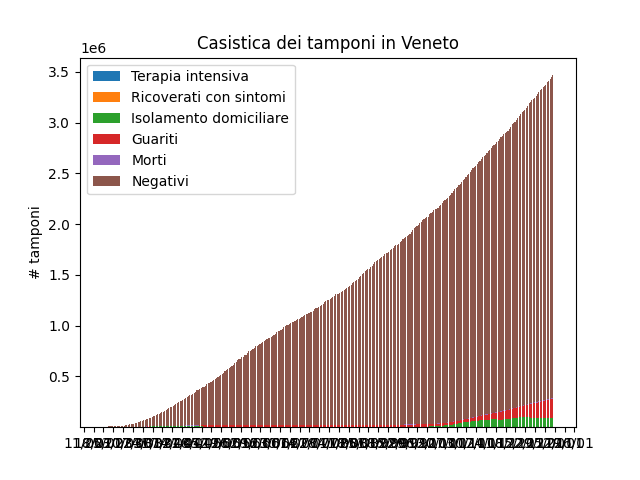 Casistica dei tamponi in Veneto
1e6
Terapia intensiva
Ricoverati con sintomi
Isolamento domiciliare
Guariti
Morti
Negativi
3.5
3.0
2.5
2.0
1.5
1.0
0.5
# tamponi